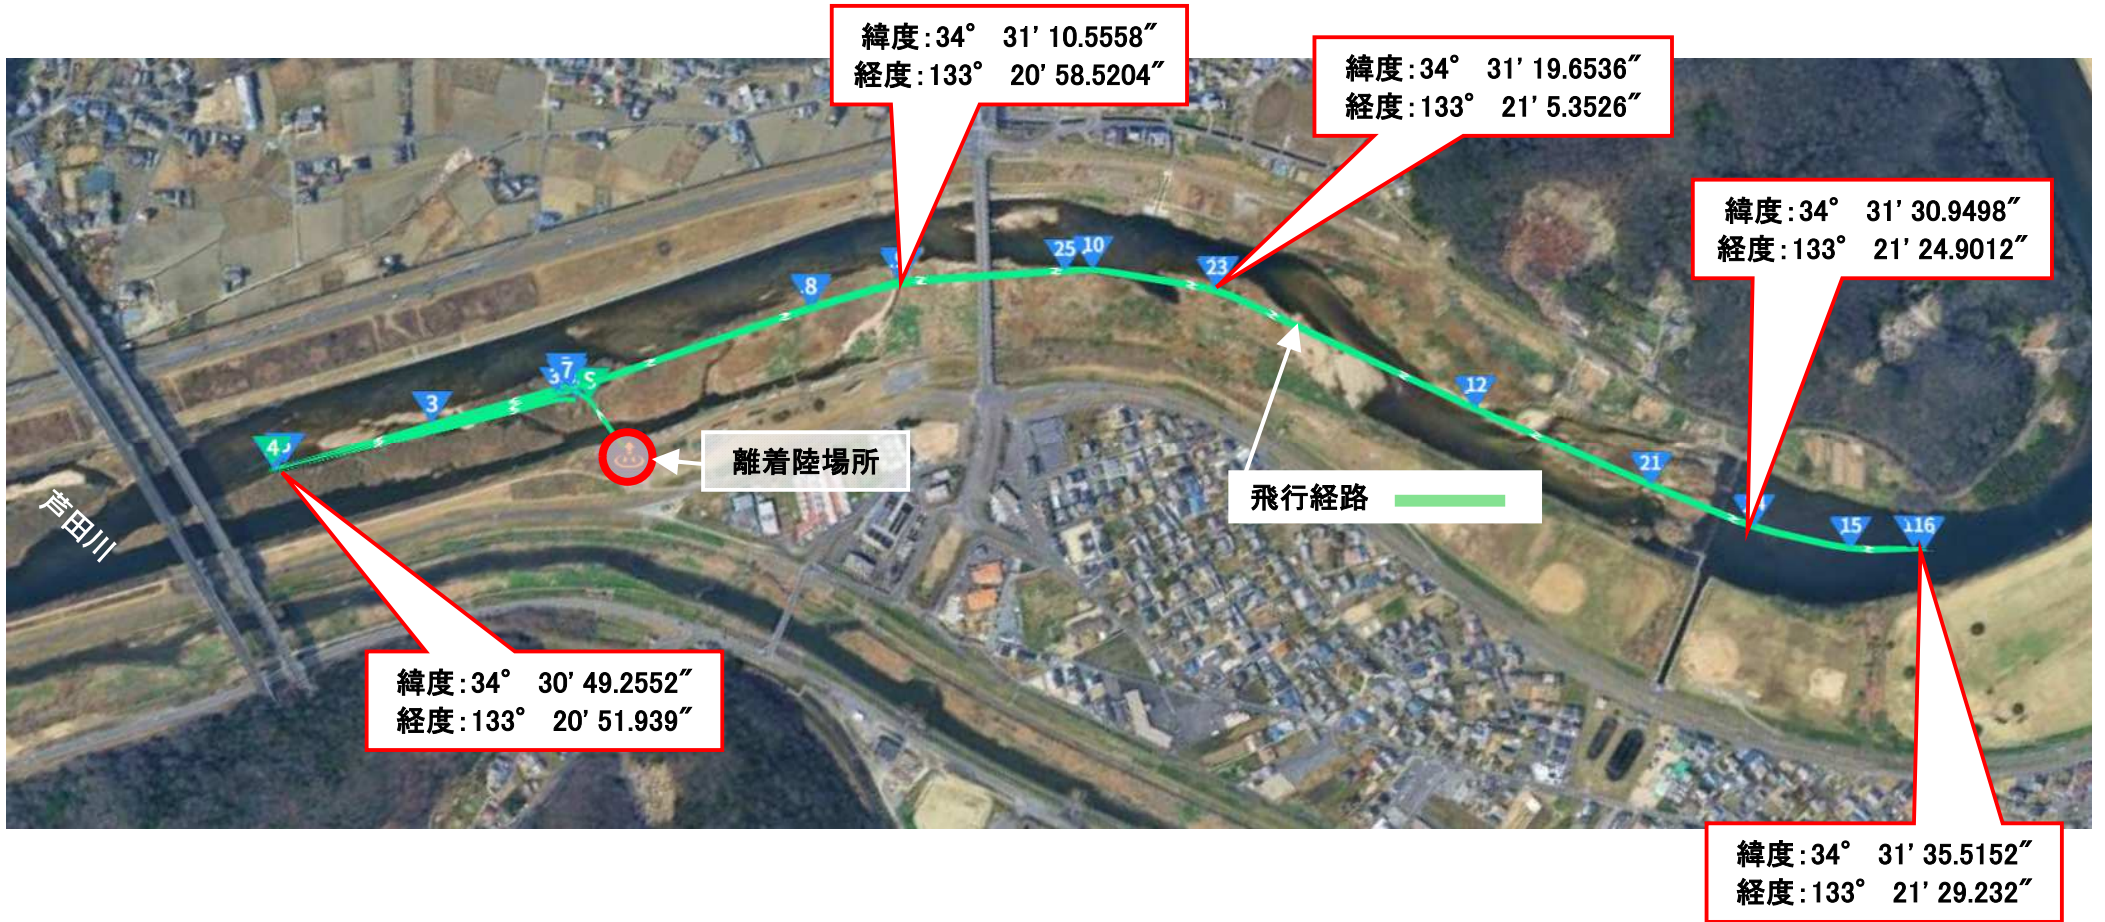 緯度:34° 31' 10.5558″
経度:133° 20' 58.5204″
緯度:34° 31' 19.6536″
経度:133° 21' 5.3526″
緯度:34° 31' 30.9498″
経度:133° 21' 24.9012″
25
10
23
8
7
3
12
4
離着陸場所
21
飛行経路
芦田川
15
116
緯度:34° 30' 49.2552″
経度:133° 20' 51.939″
緯度:34° 31' 35.5152″
経度:133° 21' 29.232″